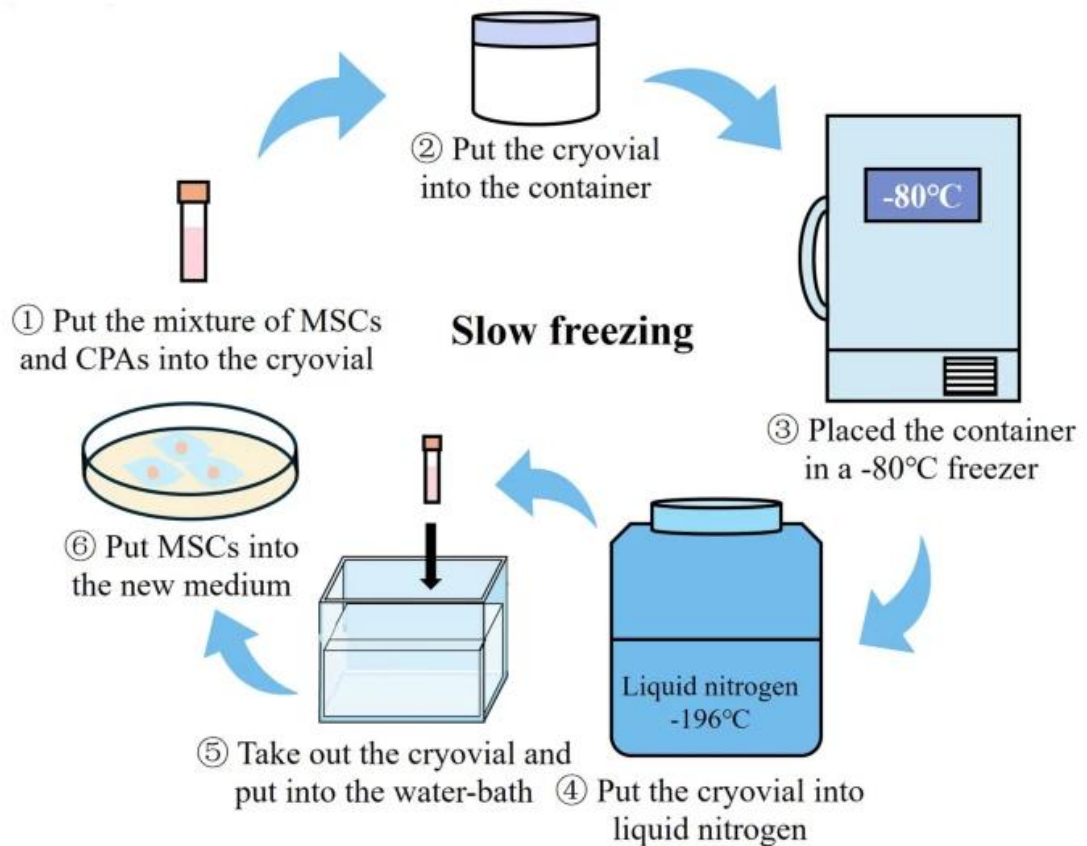 ② Put the cryovial
into the container
-80℃
① Put the mixture of MSCs
and CPAs into the cryovial
Slow freezing
③ Placed the container
in a -80℃ freezer
⑥ Put MSCs into
the new medium
Liquid nitrogen
-196℃
⑤ Take out the cryovial and
put into the water-bath
④ Put the cryovial into
liquid nitrogen